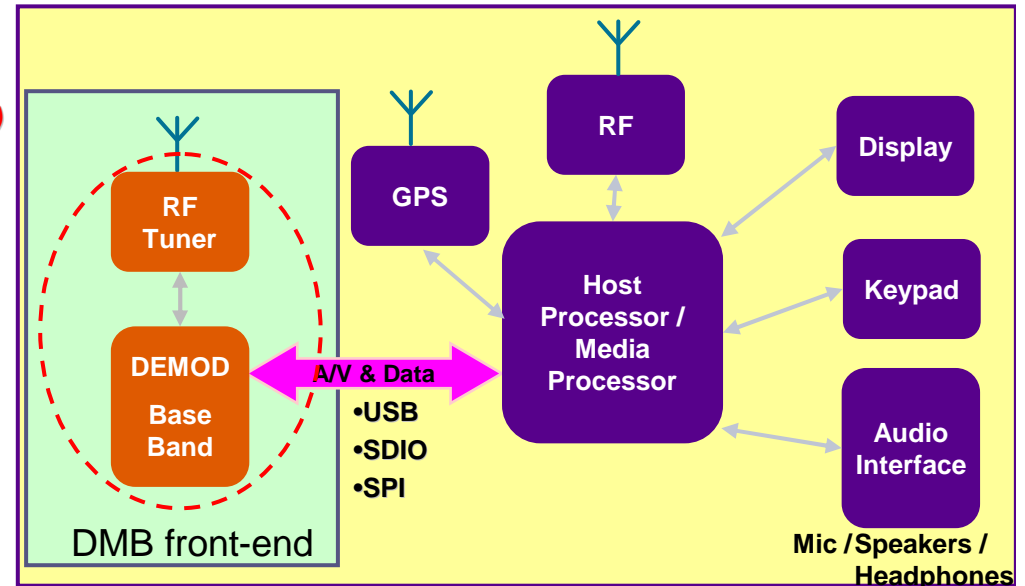 RF
Tuner
DEMOD
Base
Band
DMB front-end
A/V & Data
•USB
•SDIO
•SPI
GPS
RF
Host
Processor /
Media
Processor
Display
Keypad
Audio
Interface
Mic / Speakers /
Headphones